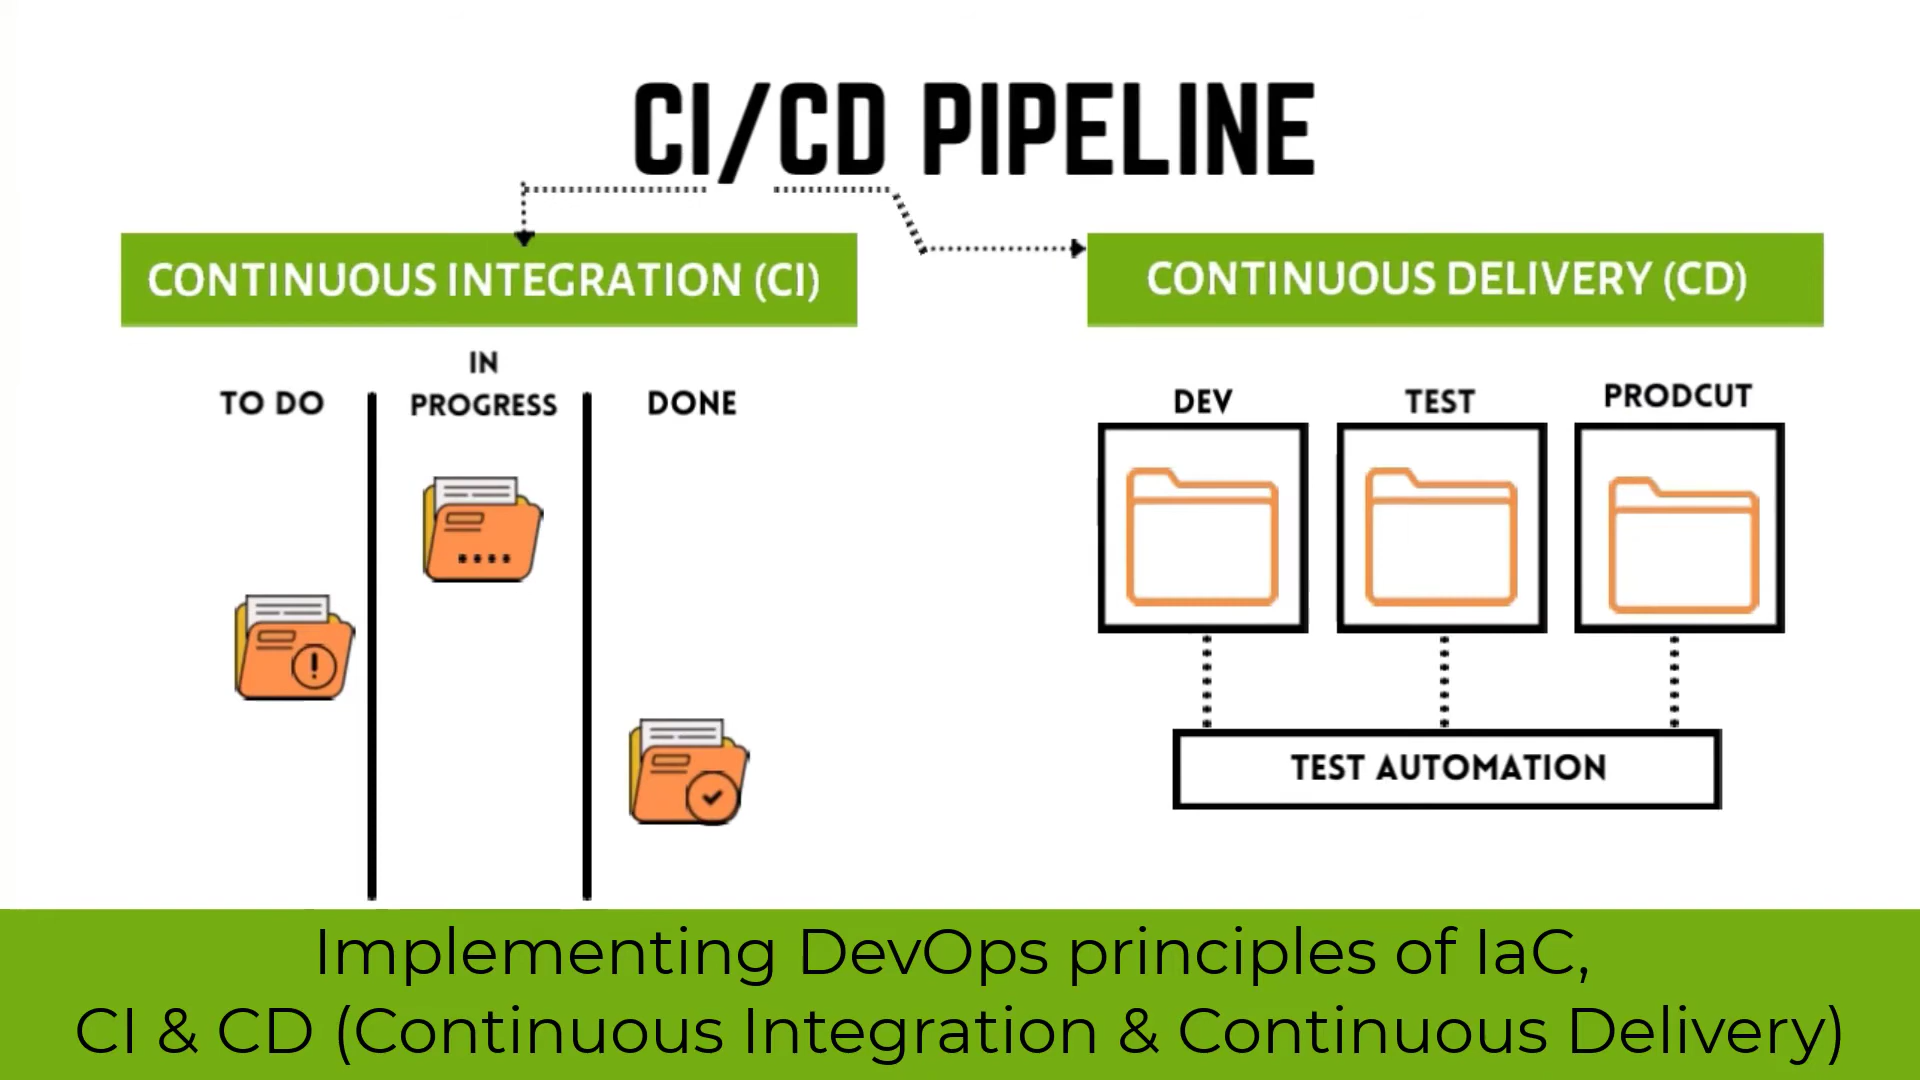 CI/CD PIPELINE
CONTINUOUS INTEGRATION (CI)
TO DO
IN
PROGRESS
DONE
CONTINUOUS DELIVERY (CD)
DEV
TEST
PRODCUT
TEST AUTOMATION
Implementing DevOps principles of IaC,
CI & CD (Continuous Integration & Continuous Delivery)